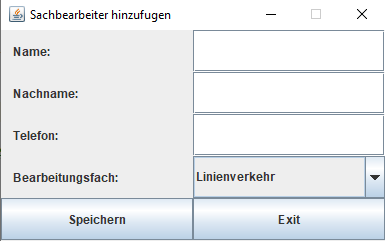 Sachbearbeiter hinzufugen
Name:
Nachname:
Telefon:
Bearbeitungsfach: Linienverkehr
Speichern Exit